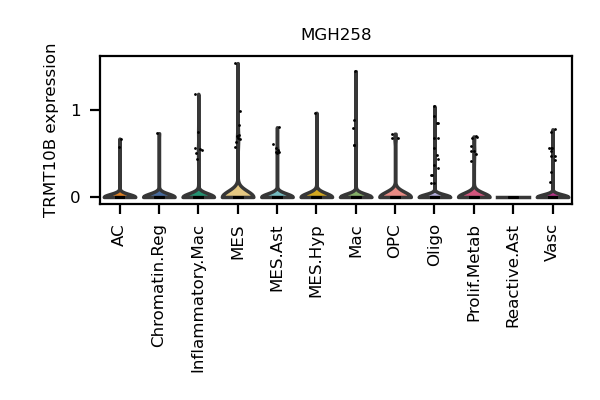 MGH258
TRMT10B expression
1
0
AC
Chromatin.Reg
Inflammatory.Mac
MES
MES.Ast
MES.Hyp
Mac
OPC
Oligo
Prolif.Metab
Reactive.Ast
Vasc